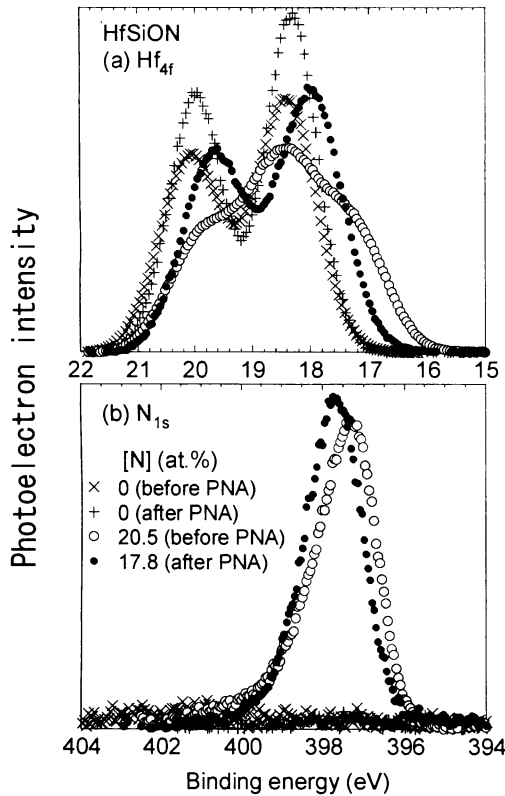 HfSiON
(a) Hf4f
22 21 20 19 18 17 16 15
Photoelectron intensity
(b) N1s
[N] (at.%)
× 0 (before PNA)
+ 0 (after PNA)
○ 20.5 (before PNA)
● 17.8 (after PNA)
404 402 400 398 396 394
Binding energy (eV)